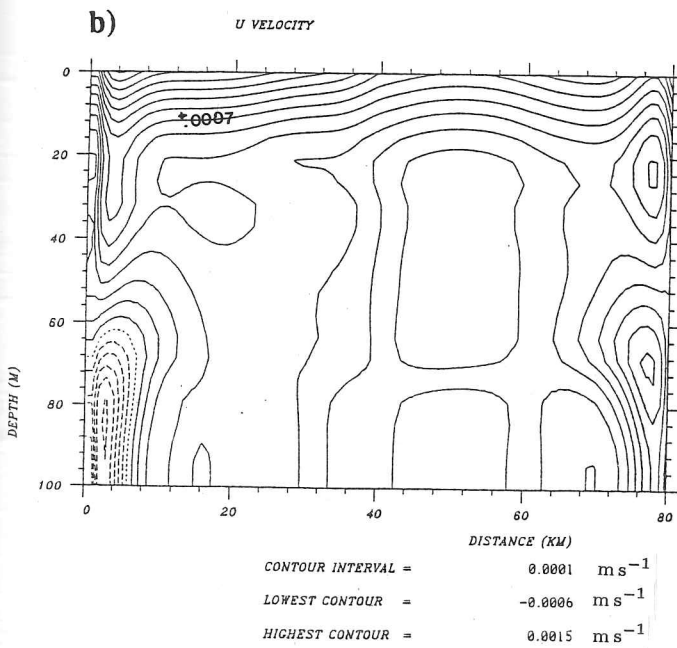 b)
U VELOCITY
0
20
40
60
80
100
DEPTH (M)
+.0007
0 20 40 60 80
DISTANCE (KM)
CONTOUR INTERVAL = 0.0001 m s⁻¹
LOWEST CONTOUR = -0.0006 m s⁻¹
HIGHEST CONTOUR = 0.0015 m s⁻¹